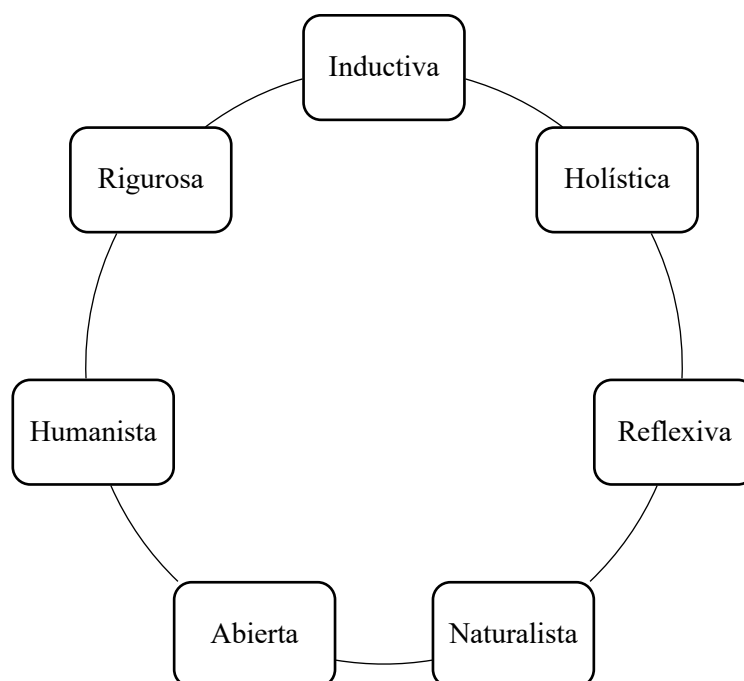 Inductiva
Holística
Reflexiva
Naturalista
Abierta
Humanista
Rigurosa